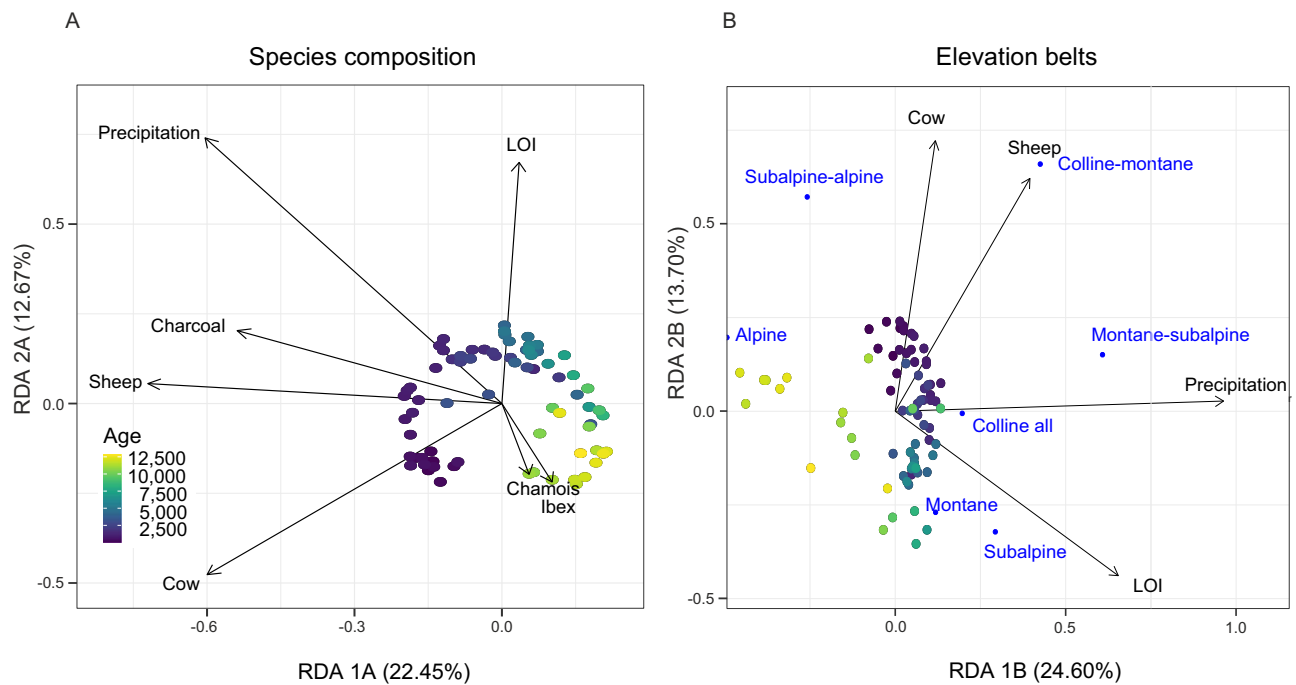 A
Species composition
Precipitation
LOI
Charcoal
Sheep
Chamois
Ibex
Cow
Age
12,500
10,000
7,500
5,000
2,500
0.5
0.0
-0.5
-0.6
-0.3
0.0
RDA 2A (12.67%)
RDA 1A (22.45%)
B
Elevation belts
Cow
Sheep
Colline-montane
Subalpine-alpine
Alpine
Montane-subalpine
Precipitation
Colline all
Montane
Subalpine
LOI
0.5
0.0
-0.5
0.0
0.5
1.0
RDA 2B (13.70%)
RDA 1B (24.60%)